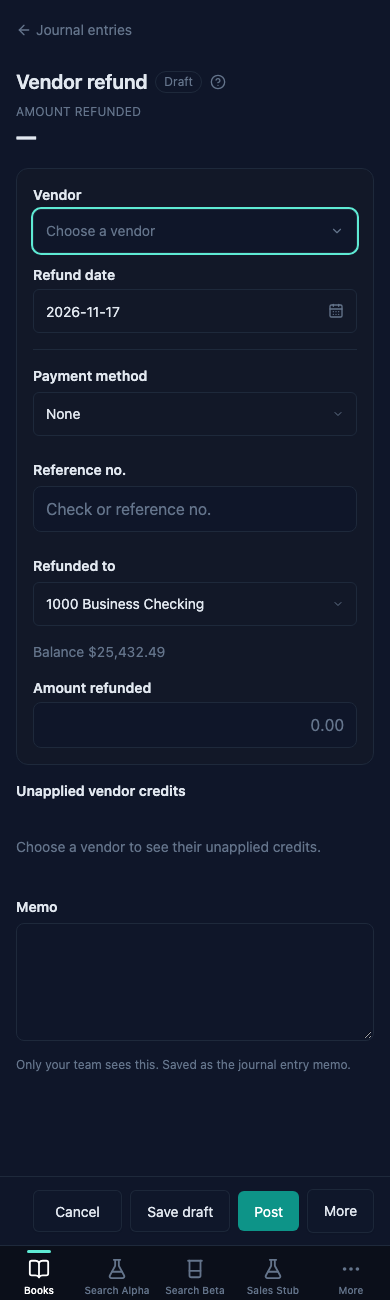 Journal entries
Vendor refund Draft
AMOUNT REFUNDED
—
Vendor
Choose a vendor
Refund date
2026-11-17
Payment method
None
Reference no.
Check or reference no.
Refunded to
1000 Business Checking
Balance $25,432.49
Amount refunded
0.00
Unapplied vendor credits
Choose a vendor to see their unapplied credits.
Memo
Only your team sees this. Saved as the journal entry memo.
Cancel Save draft Post More
Books Search Alpha Search Beta Sales Stub More